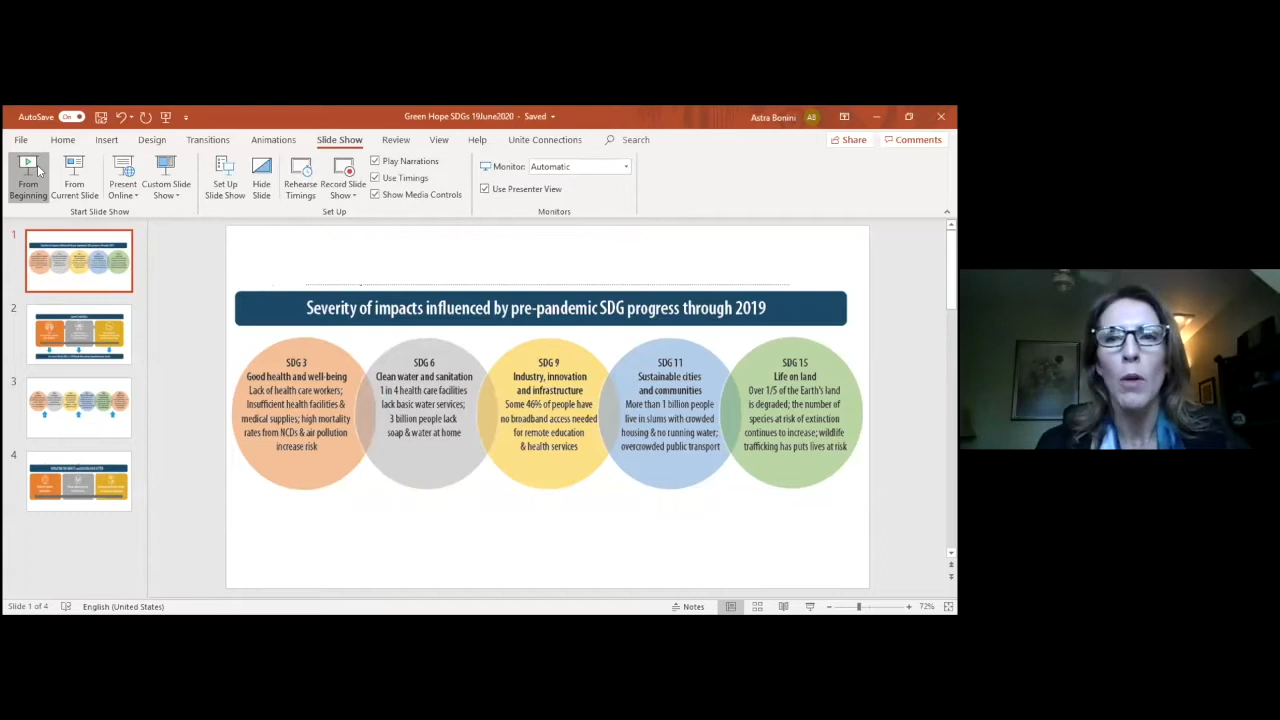 AutoSave On
Green Hope SDGs 19June2020 - Saved
Astra Bonini AB
File Home Insert Design Transitions Animations Slide Show Review View Help Unite Connections Search
Share Comments
From Beginning
From Current Slide
Present Online
Custom Slide Show
Set Up Slide Show
Hide Slide
Rehearse Timings
Record Slide Show
Play Narrations
Use Timings
Show Media Controls
Monitor: Automatic
Use Presenter View
Start Slide Show
Set Up
Monitors
1
2
3
4
Severity of impacts influenced by pre-pandemic SDG progress through 2019
SDG 3
Good health and well-being
Lack of health care workers;
Insufficient health facilities &
medical supplies; high mortality
rates from NCDs & air pollution
increase risk
SDG 6
Clean water and sanitation
1 in 4 health care facilities
lack basic water services;
3 billion people lack
soap & water at home
SDG 9
Industry, innovation
and infrastructure
Some 46% of people have
no broadband access needed
for remote education
& health services
SDG 11
Sustainable cities
and communities
More than 1 billion people
live in slums with crowded
housing & no running water;
overcrowded public transport
SDG 15
Life on land
Over 1/5 of the Earth's land
is degraded; the number of
species at risk of extinction
continues to increase; wildlife
trafficking has puts lives at risk
Slide 1 of 4 English (United States)
Notes
72%